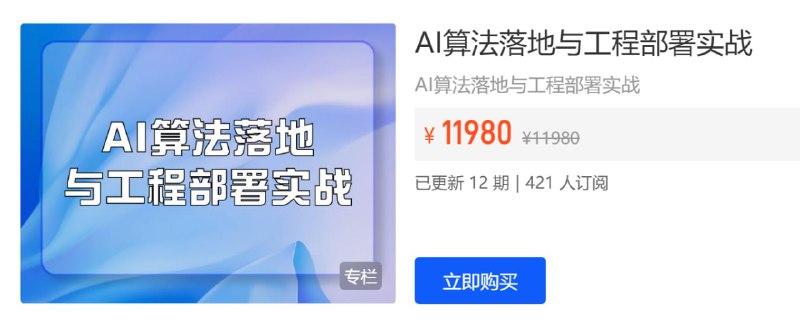 AI算法落地
与工程部署实战
专栏
AI算法落地与工程部署实战
AI算法落地与工程部署实战
¥ 11980 ¥11980
已更新 12 期 | 421 人订阅
立即购买